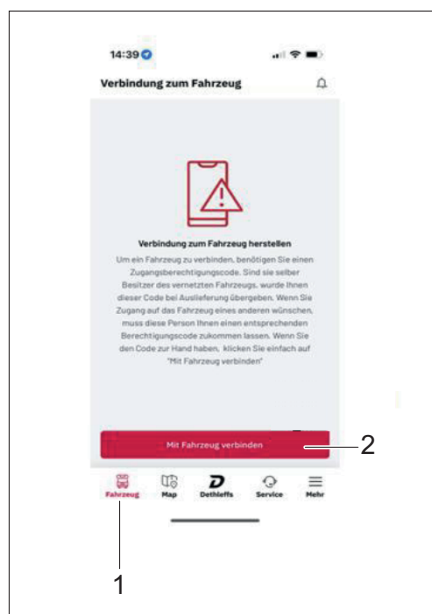 14:39
Verbindung zum Fahrzeug
Verbindung zum Fahrzeug herstellen
Um ein Fahrzeug zu verbinden, benötigen Sie einen
Zugangsberechtigungscode. Sind sie selber
Besitzer des vernetzten Fahrzeugs, wurde Ihnen
dieser Code bei Auslieferung übergeben. Wenn Sie
Zugang auf das Fahrzeug eines anderen wünschen,
muss diese Person Ihnen einen entsprechenden
Berechtigungscode zukommen lassen. Wenn Sie
den Code zur Hand haben, klicken Sie einfach auf
"Mit Fahrzeug verbinden"
Mit Fahrzeug verbinden
2
Fahrzeug Map Dethleffs Service Mehr
1